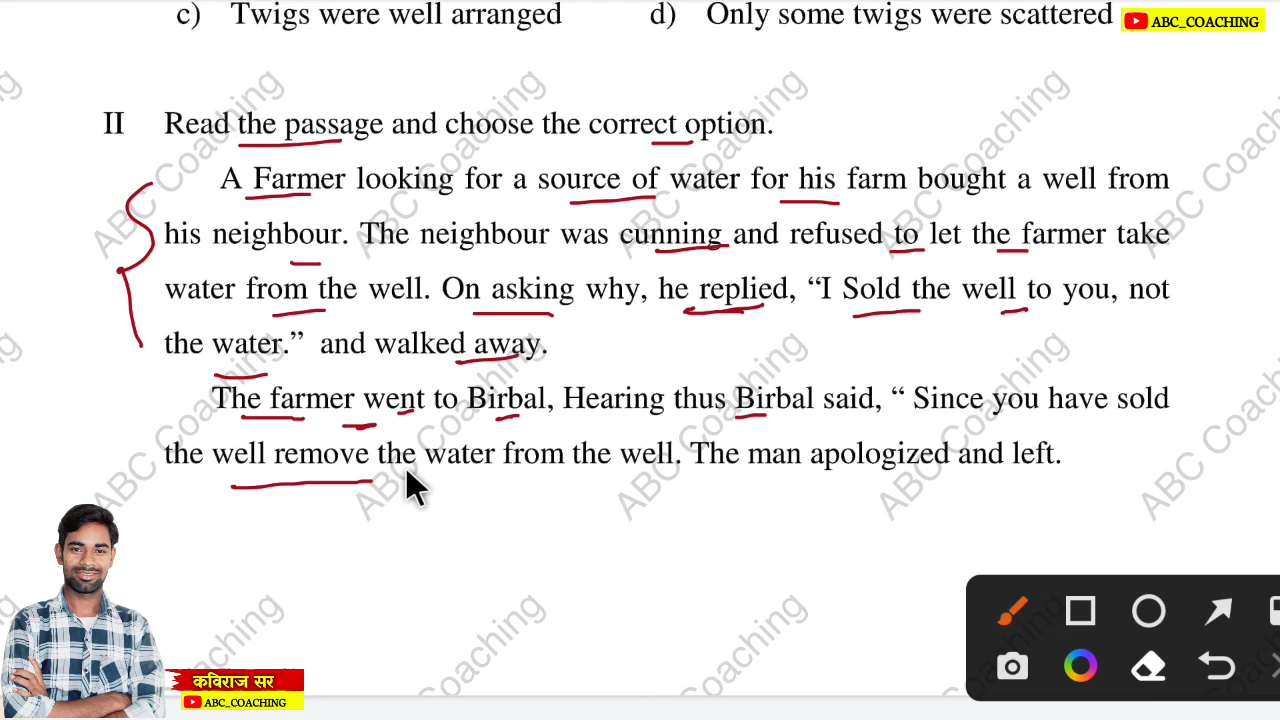 c) Twigs were well arranged d) Only some twigs were scattered
ABC_COACHING
II Read the passage and choose the correct option.
A Farmer looking for a source of water for his farm bought a well from
his neighbour. The neighbour was cunning and refused to let the farmer take
water from the well. On asking why, he replied, “I Sold the well to you, not
the water.” and walked away.
The farmer went to Birbal, Hearing thus Birbal said, “ Since you have sold
the well remove the water from the well. The man apologized and left.
ABC Coaching
कविराज सर
ABC_COACHING